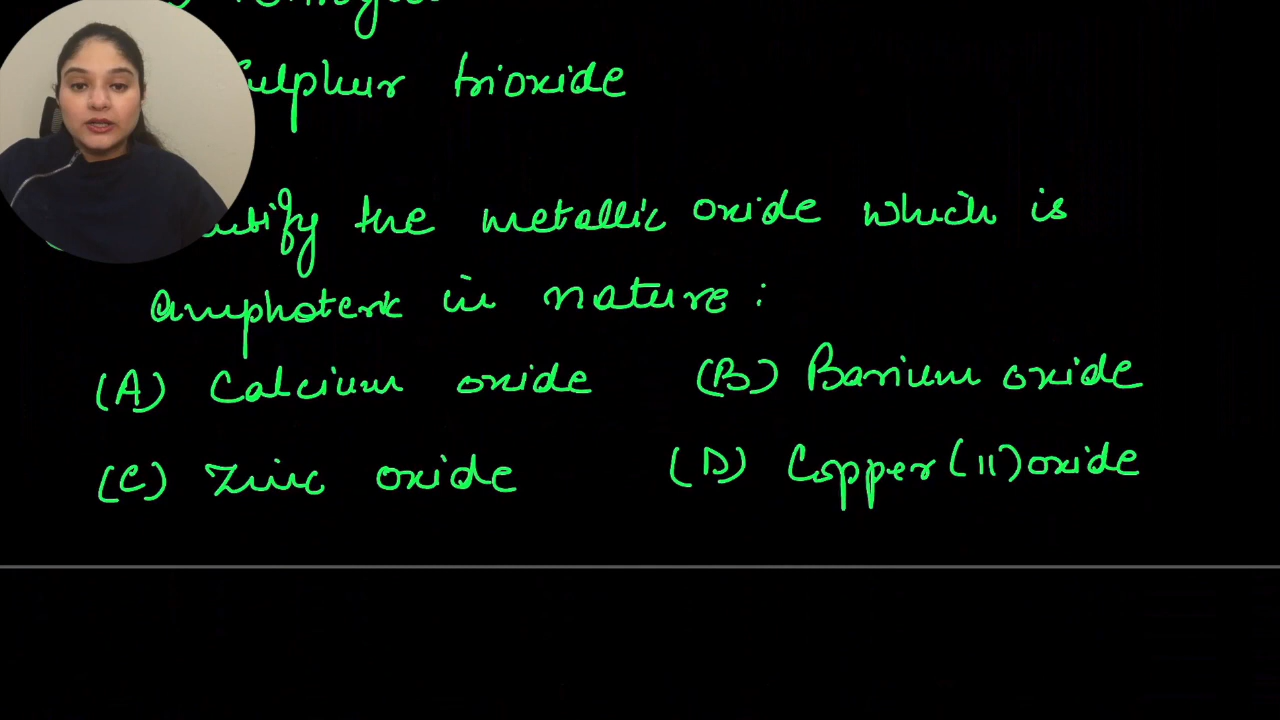 Sulphur trioxide
the metallic oxide which is
amphoteric in nature :
(A) Calcium oxide (B) Barium oxide
(C) Zinc oxide (D) Copper (II) oxide